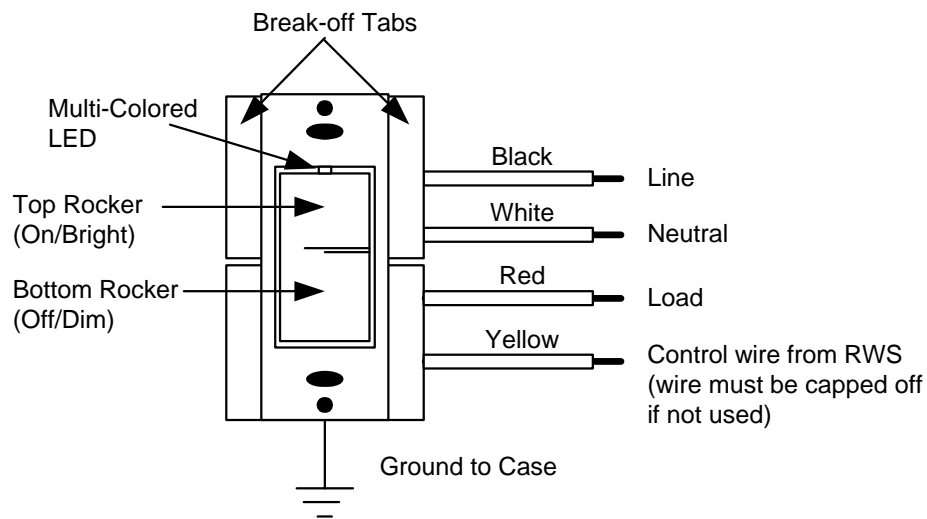 Break-off Tabs
Multi-Colored
LED
Top Rocker
(On/Bright)
Bottom Rocker
(Off/Dim)
Black
Line
White
Neutral
Red
Load
Yellow
Control wire from RWS
(wire must be capped off
if not used)
Ground to Case